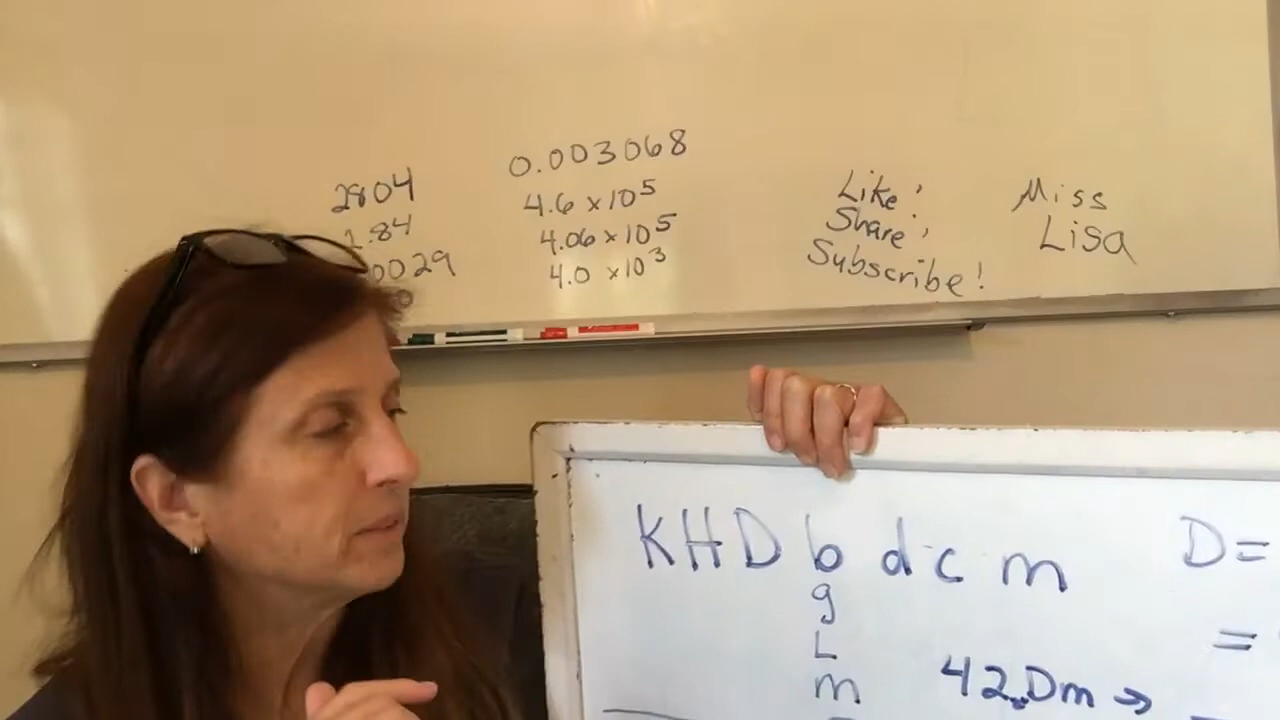 2804
.84
0029
0.003068
4.6 x 10⁵
4.06 x 10⁵
4.0 x 10³
Like,
Share,
Subscribe!
Miss
Lisa
KHD b d c m
g
L
m
42.Dm →
D=
=